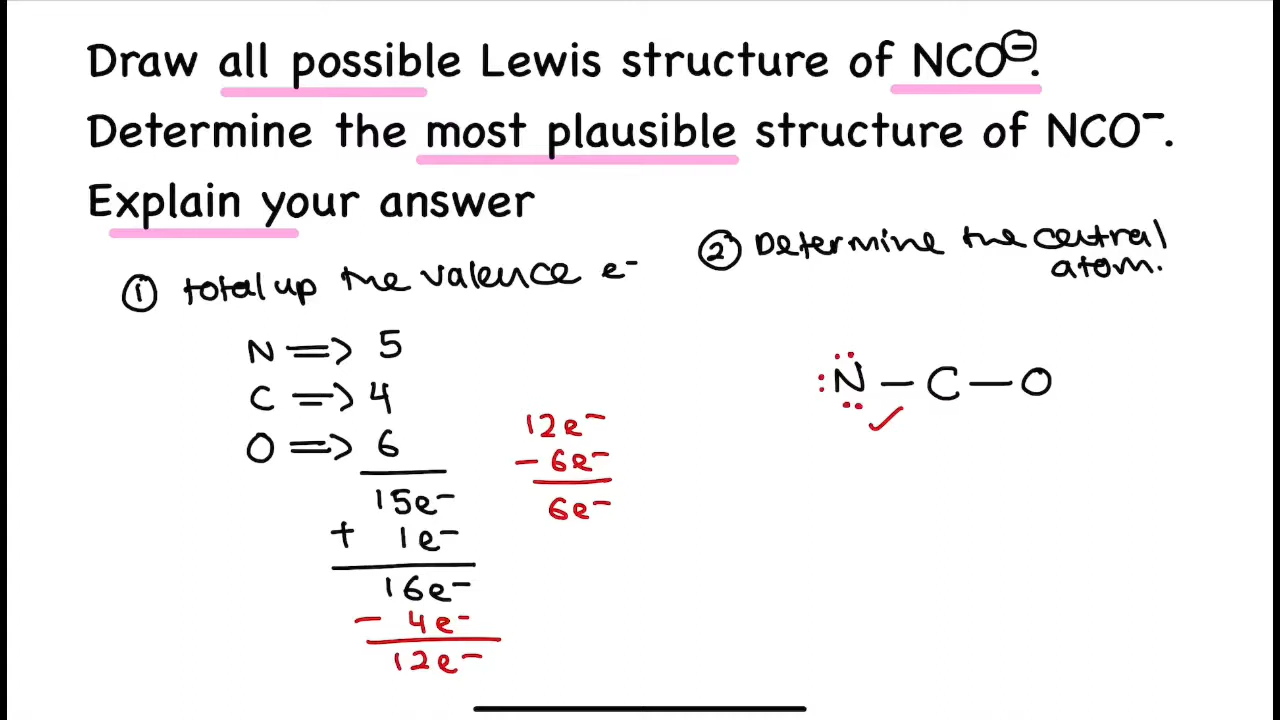 Draw all possible Lewis structure of NCO⊖.
Determine the most plausible structure of NCO⁻.
Explain your answer
① total up the valence e⁻
N => 5
C => 4
O => 6
15e⁻
+ 1e⁻
16e⁻
- 4e⁻
12e⁻
12e⁻
- 6e⁻
6e⁻
② Determine the central
atom.
N - C - O